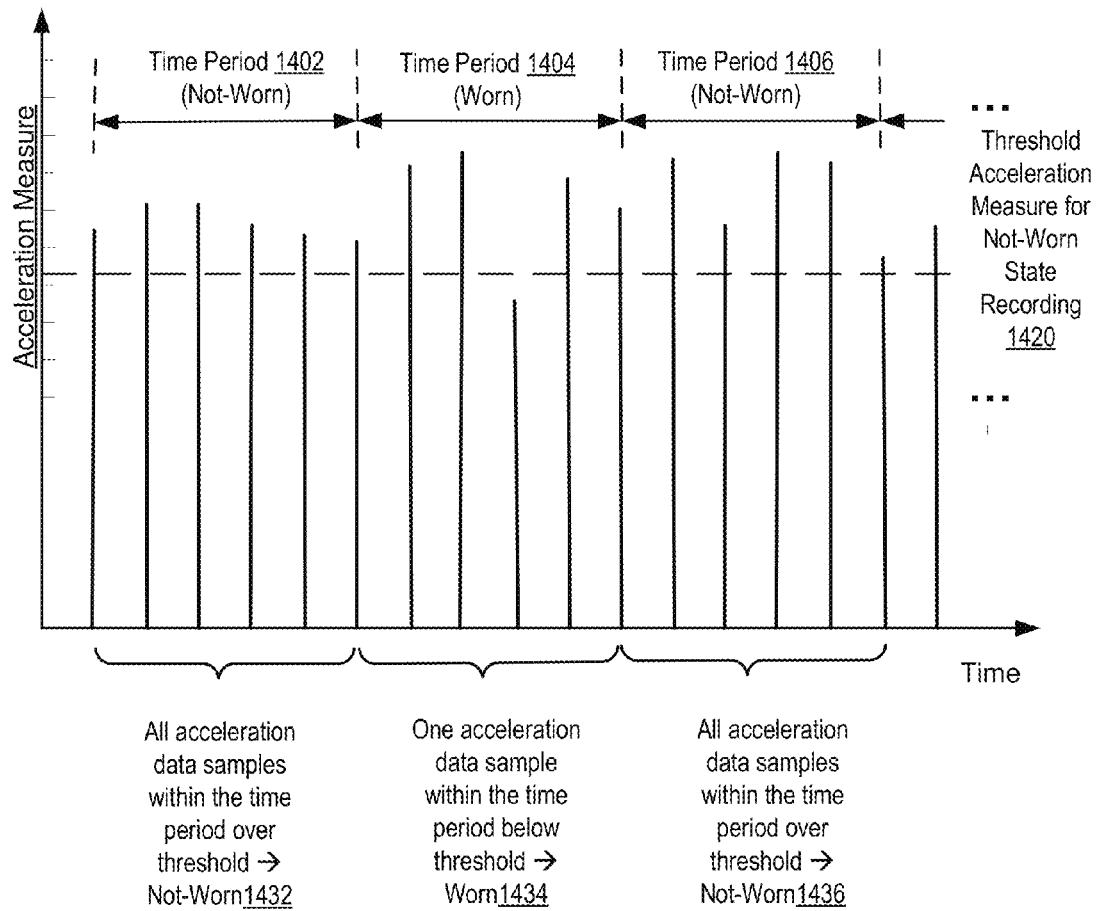 Time Period 1402
(Not-Worn)
Time Period 1404
(Worn)
Time Period 1406
(Not-Worn)
Acceleration Measure
Threshold
Acceleration
Measure for
Not-Worn
State
Recording
1420
Time
All acceleration
data samples
within the time
period over
threshold →
Not-Worn1432
One acceleration
data sample
within the time
period below
threshold →
Worn1434
All acceleration
data samples
within the time
period over
threshold →
Not-Worn1436